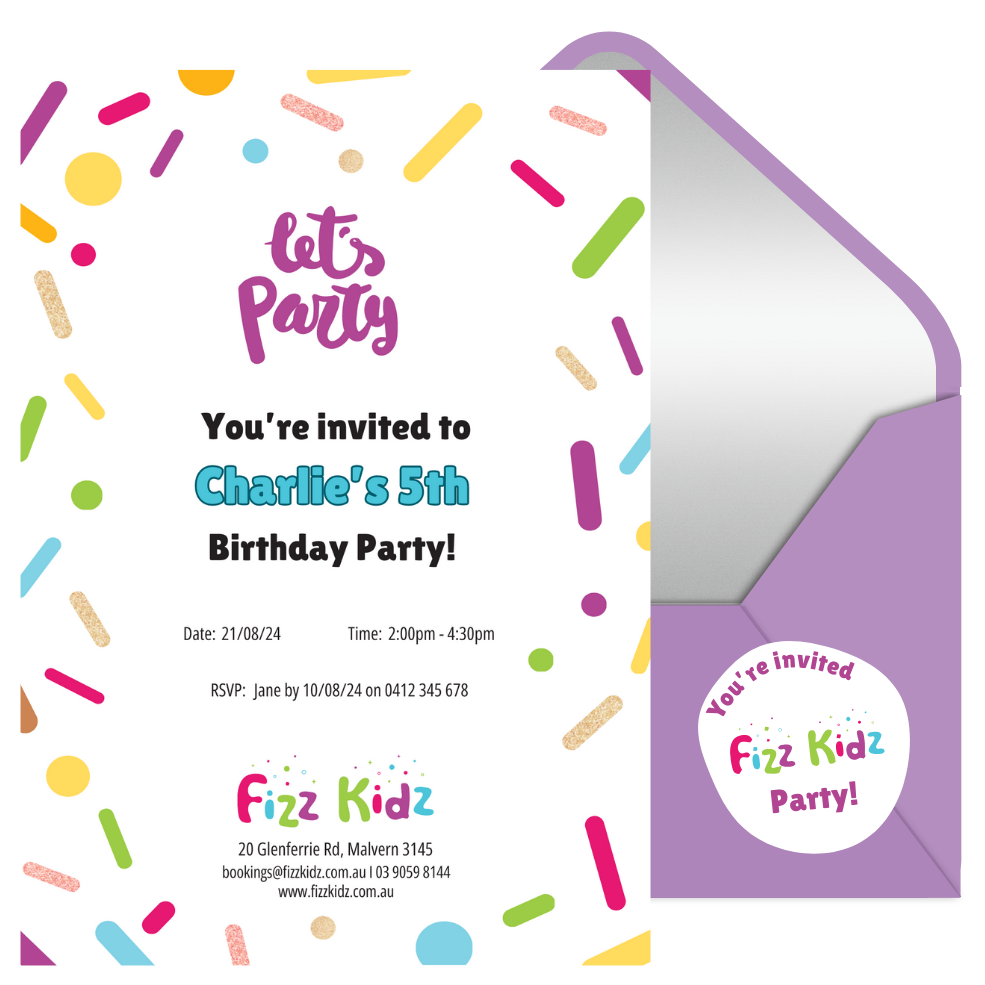 let's
Party
You're invited to
Charlie's 5th
Birthday Party!
Date: 21/08/24 Time: 2:00pm - 4:30pm
RSVP: Jane by 10/08/24 on 0412 345 678
Fizz Kidz
20 Glenferrie Rd, Malvern 3145
bookings@fizzkidz.com.au I 03 9059 8144
www.fizzkidz.com.au
You're invited
Fizz Kidz
Party!